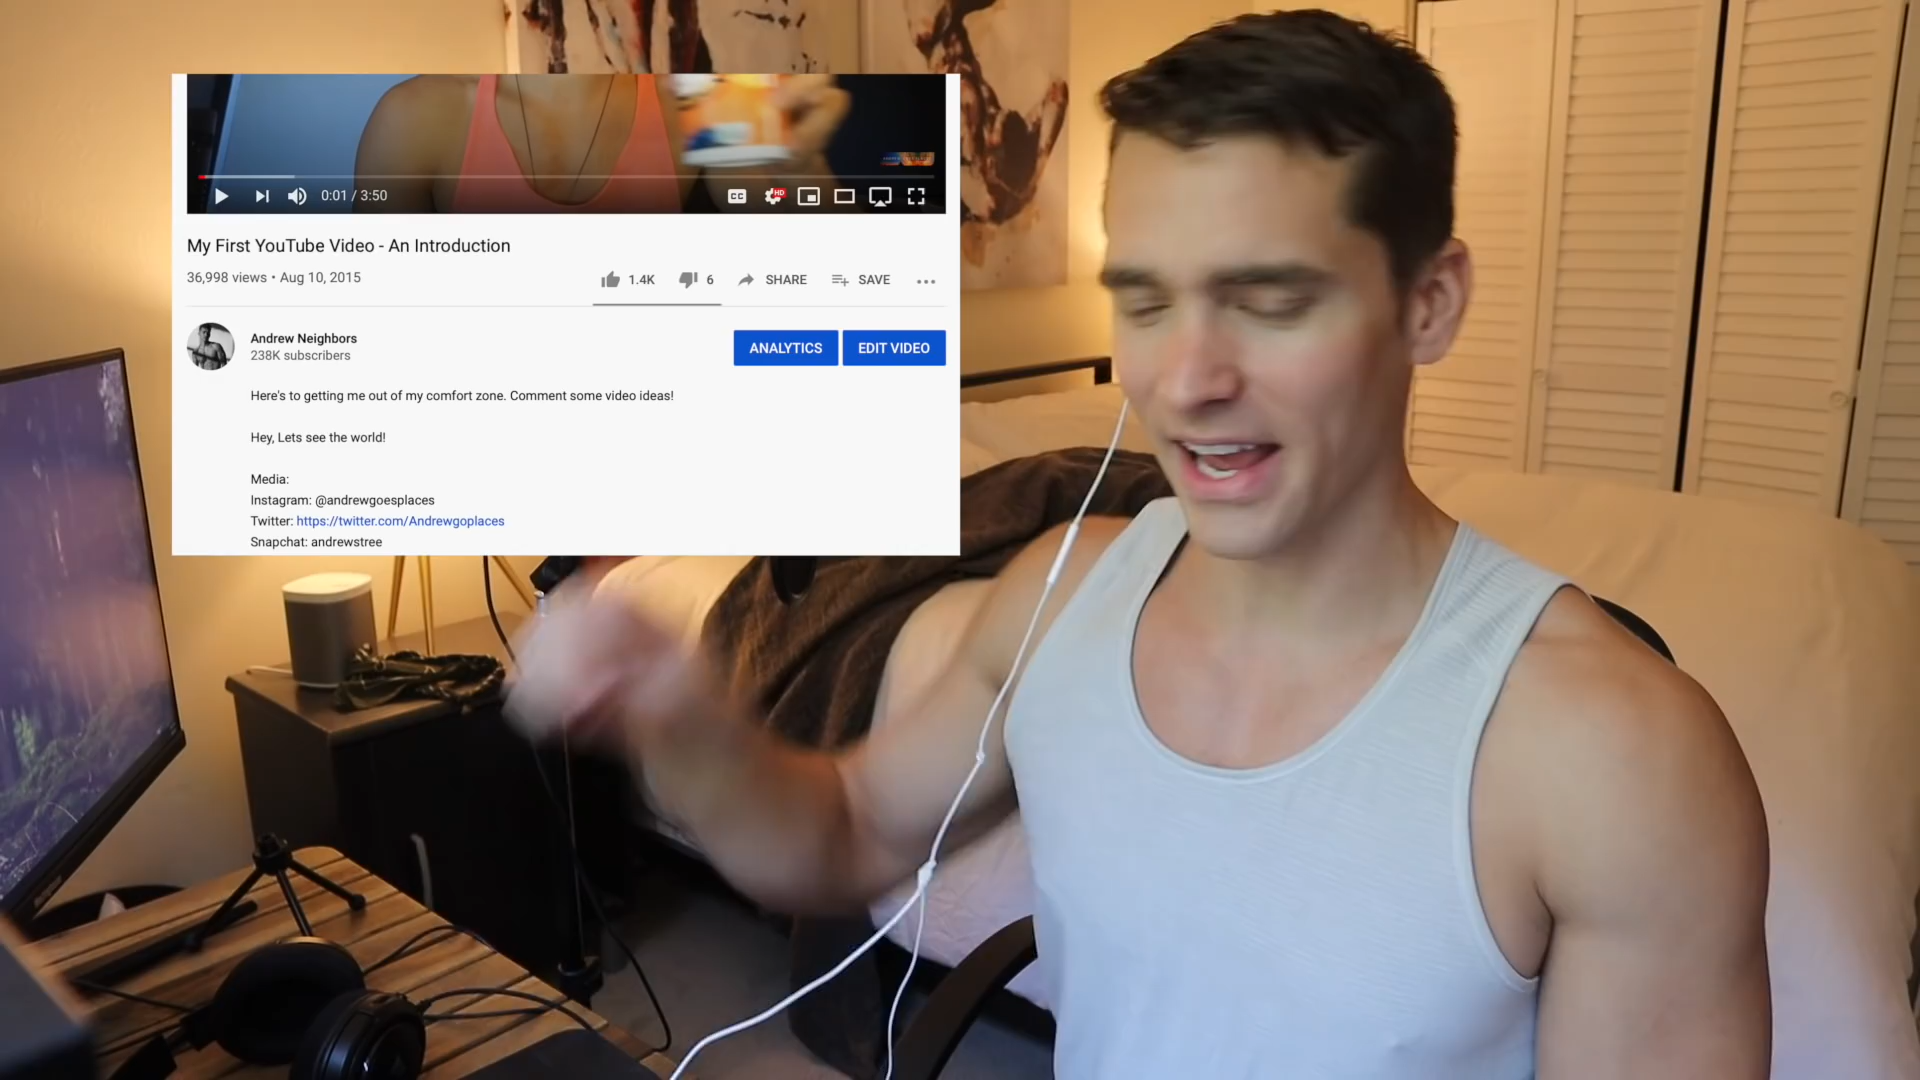 0:01 / 3:50
CC
HD
My First YouTube Video - An Introduction
36,998 views • Aug 10, 2015
1.4K
6
SHARE
SAVE
Andrew Neighbors
238K subscribers
ANALYTICS
EDIT VIDEO
Here's to getting me out of my comfort zone. Comment some video ideas!
Hey, Lets see the world!
Media:
Instagram: @andrewgoesplaces
Twitter: https://twitter.com/Andrewgoplaces
Snapchat: andrewstree